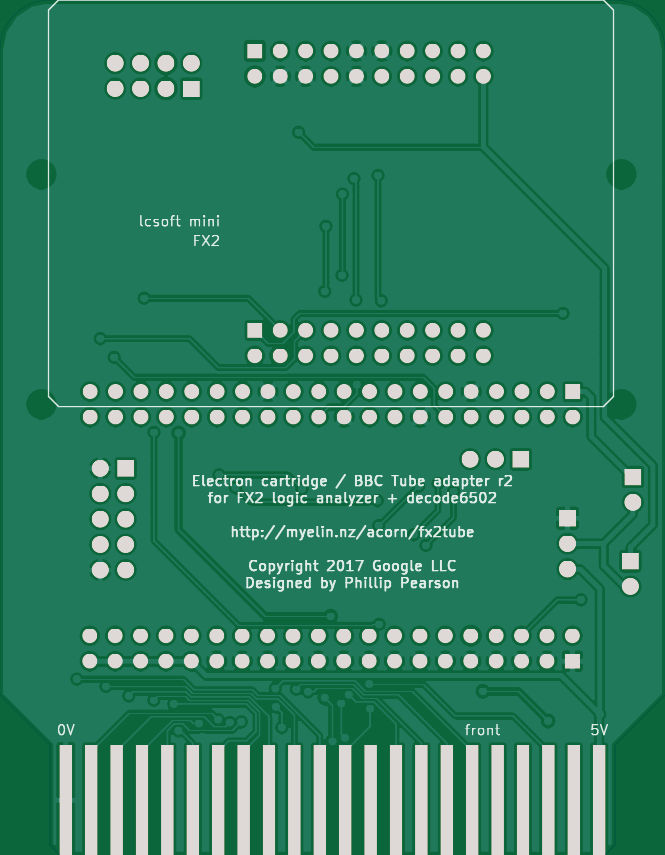 lcsoft mini
FX2
Electron cartridge / BBC Tube adapter r2
for FX2 logic analyzer + decode6502
http://myelin.nz/acorn/fx2tube
Copyright 2017 Google LLC
Designed by Phillip Pearson
0V front 5V